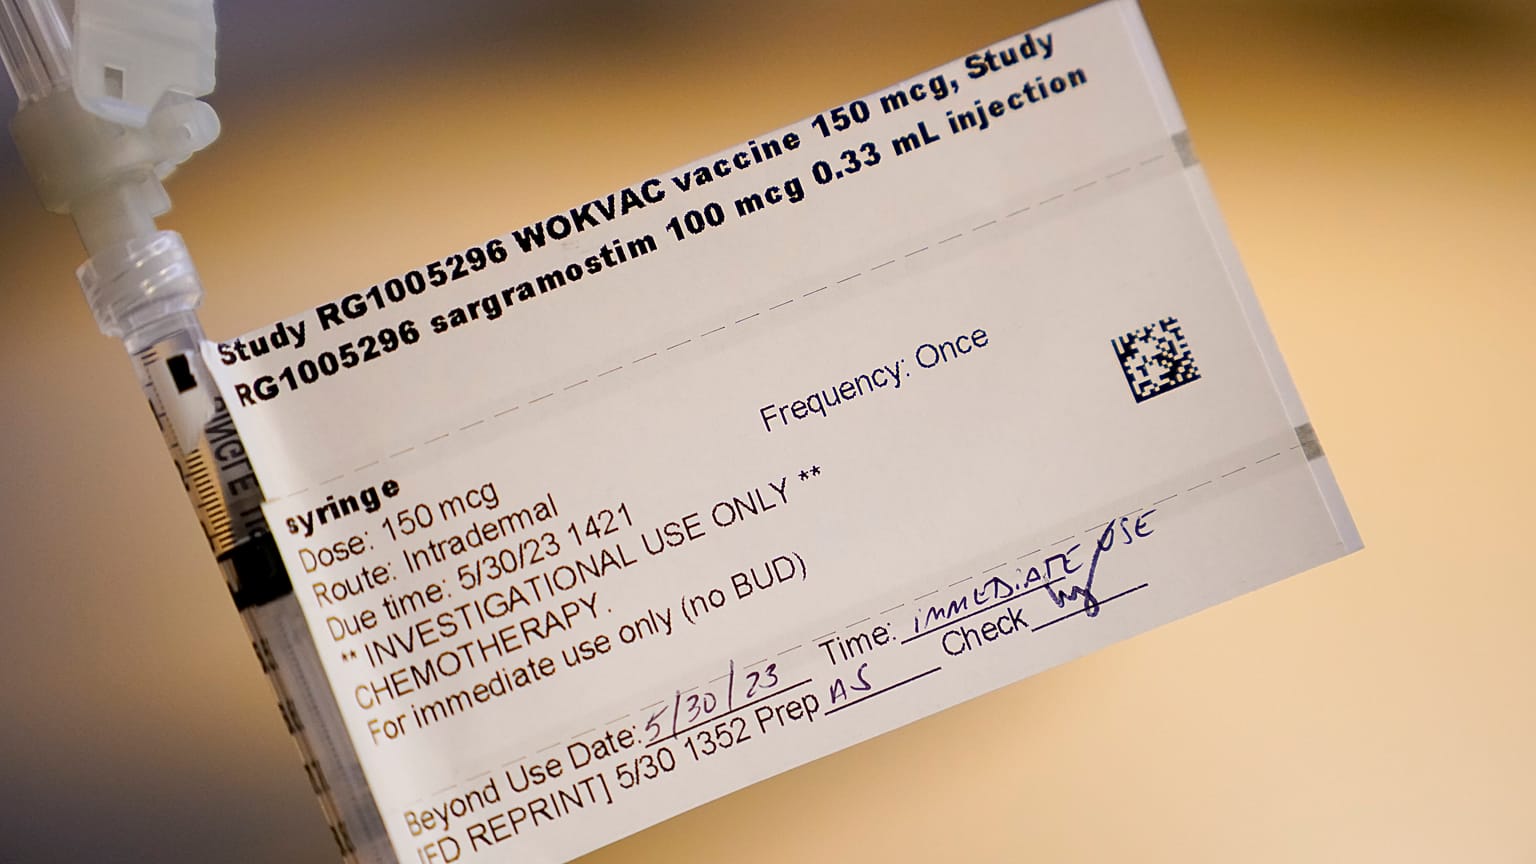 Study RG1005296 WOKVAC vaccine 150 mcg, Study
RG1005296 sargramostim 100 mcg 0.33 mL injection
syringe
Dose: 150 mcg Frequency: Once
Route: Intradermal
Due time: 5/30/23 1421
** INVESTIGATIONAL USE ONLY **
CHEMOTHERAPY.
For immediate use only (no BUD)
Beyond Use Date: 5/30/23 Time: IMMEDIATE USE
[FD REPRINT] 5/30 1352 Prep AS Check